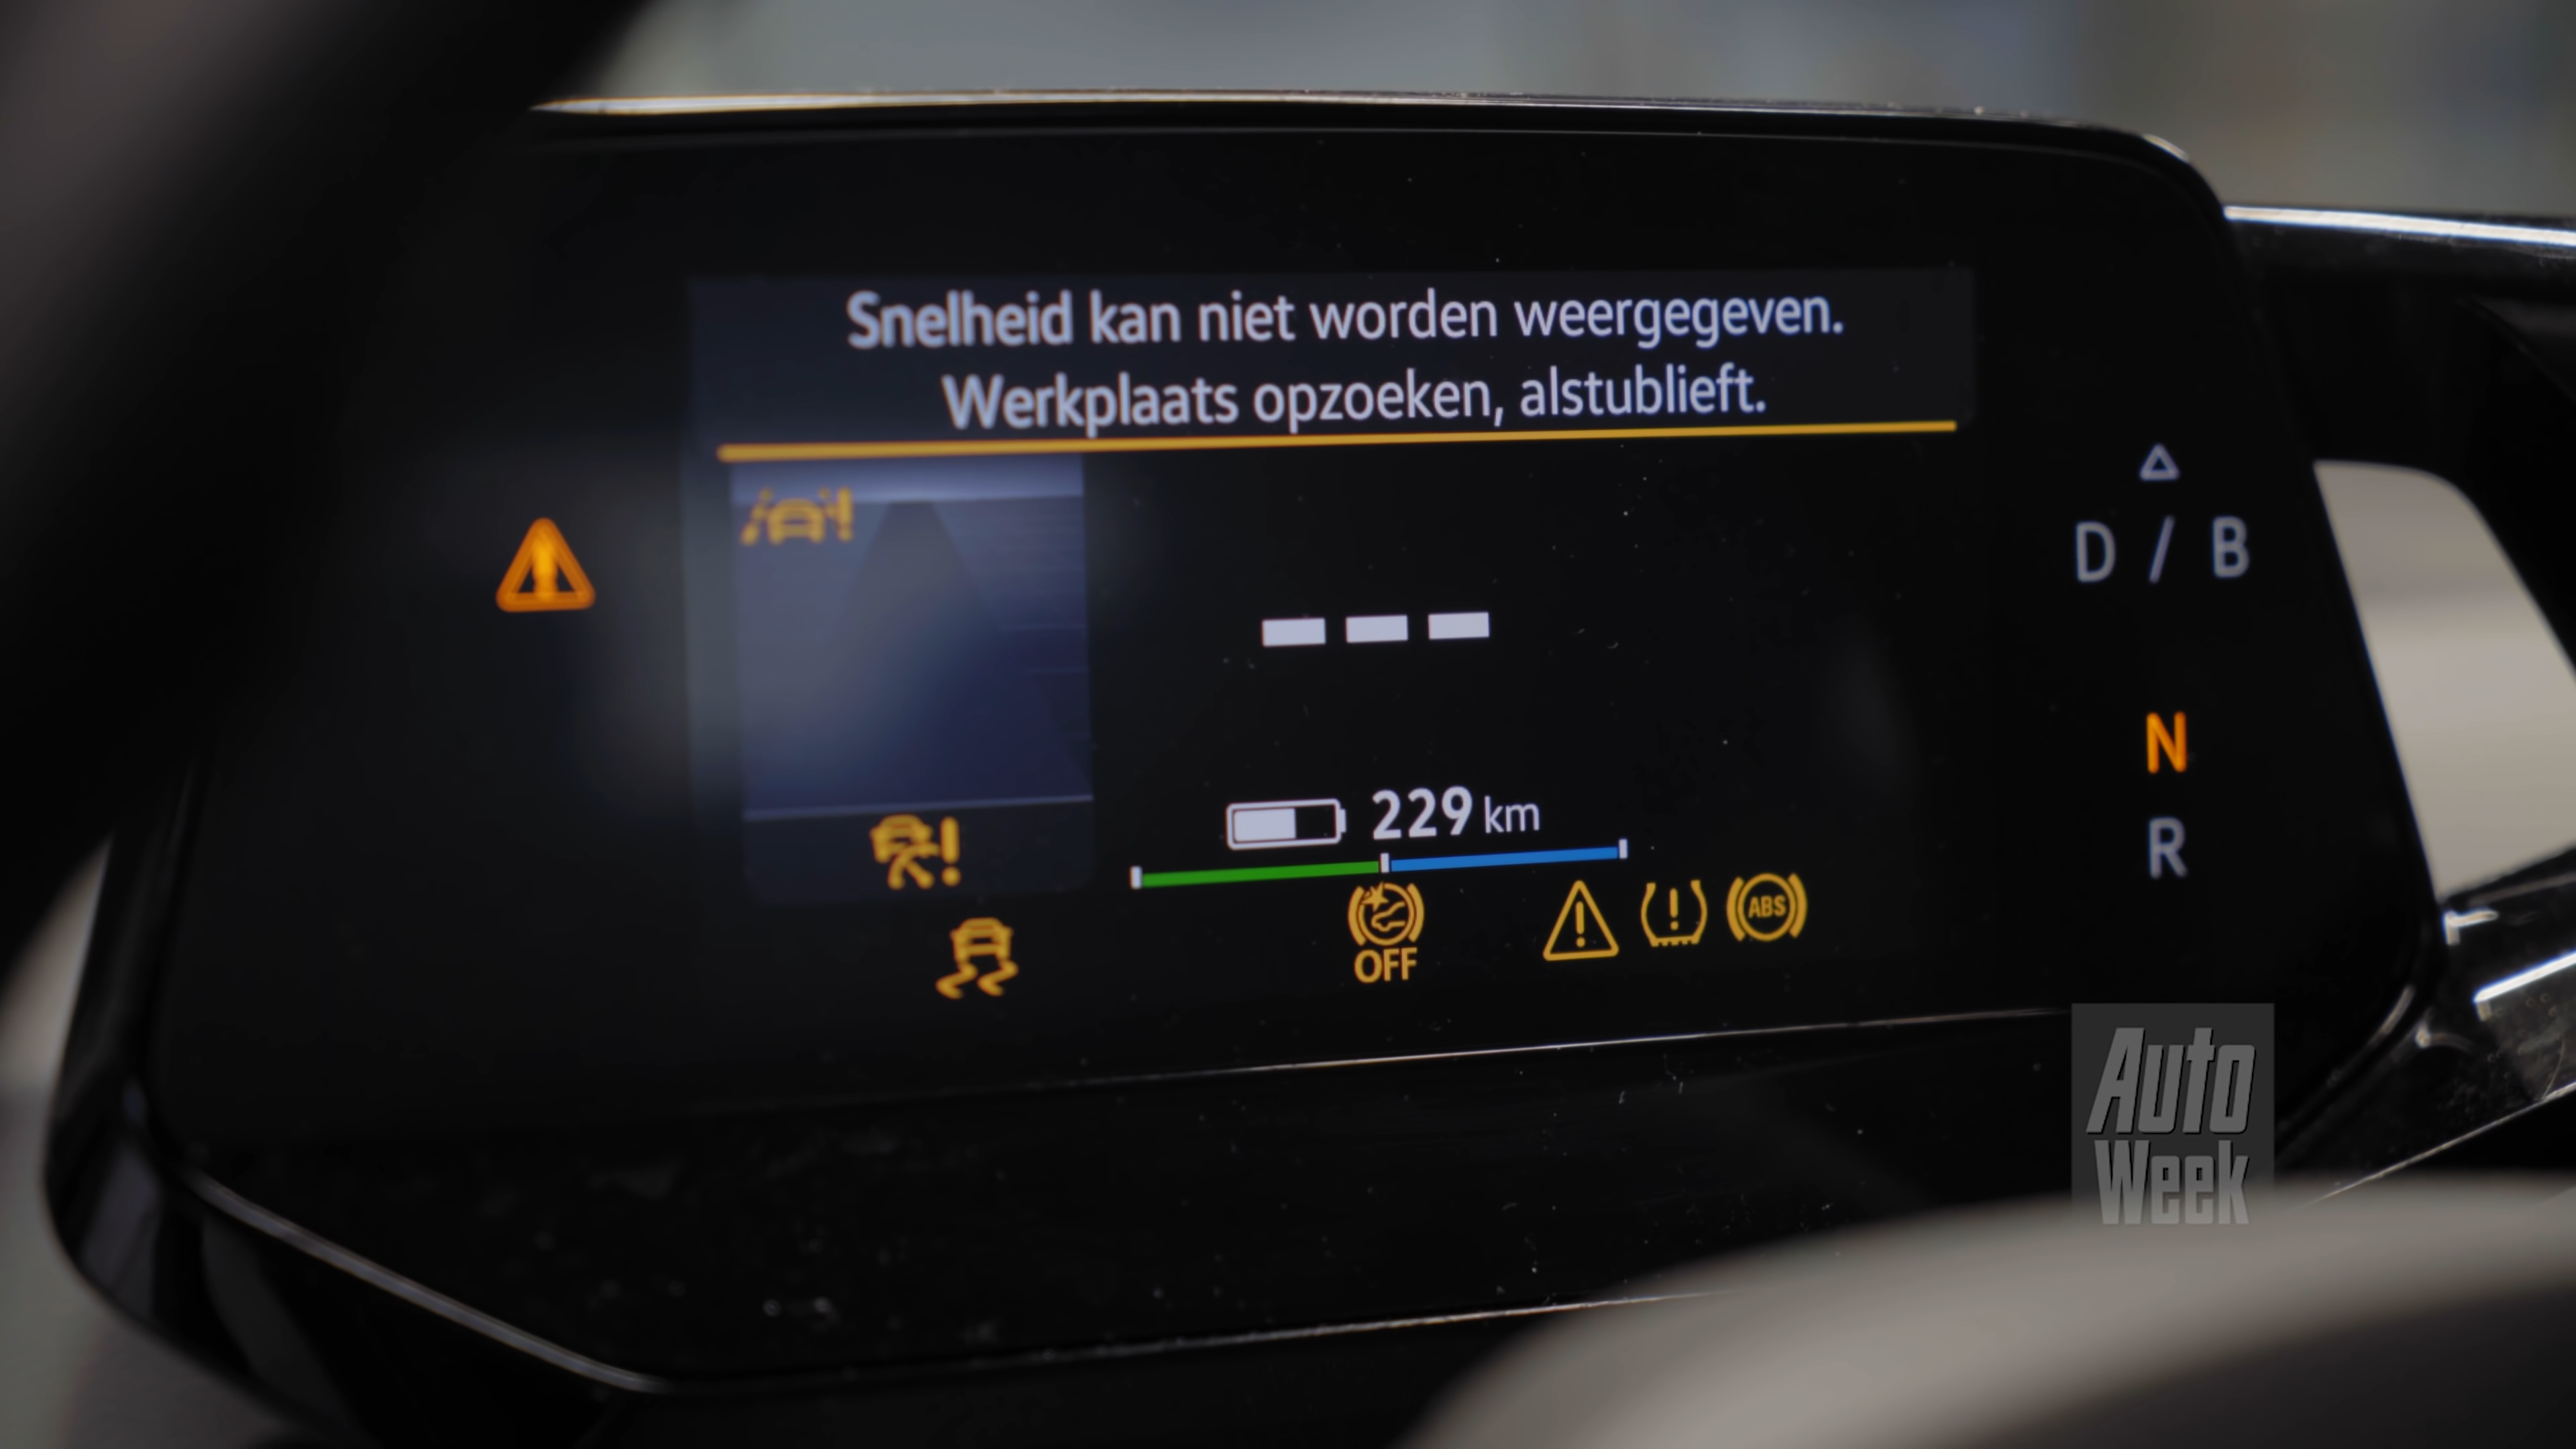 Snelheid kan niet worden weergegeven.
Werkplaats opzoeken, alstublieft.
D / B
N
R
229 km
OFF
ABS
Auto
Week